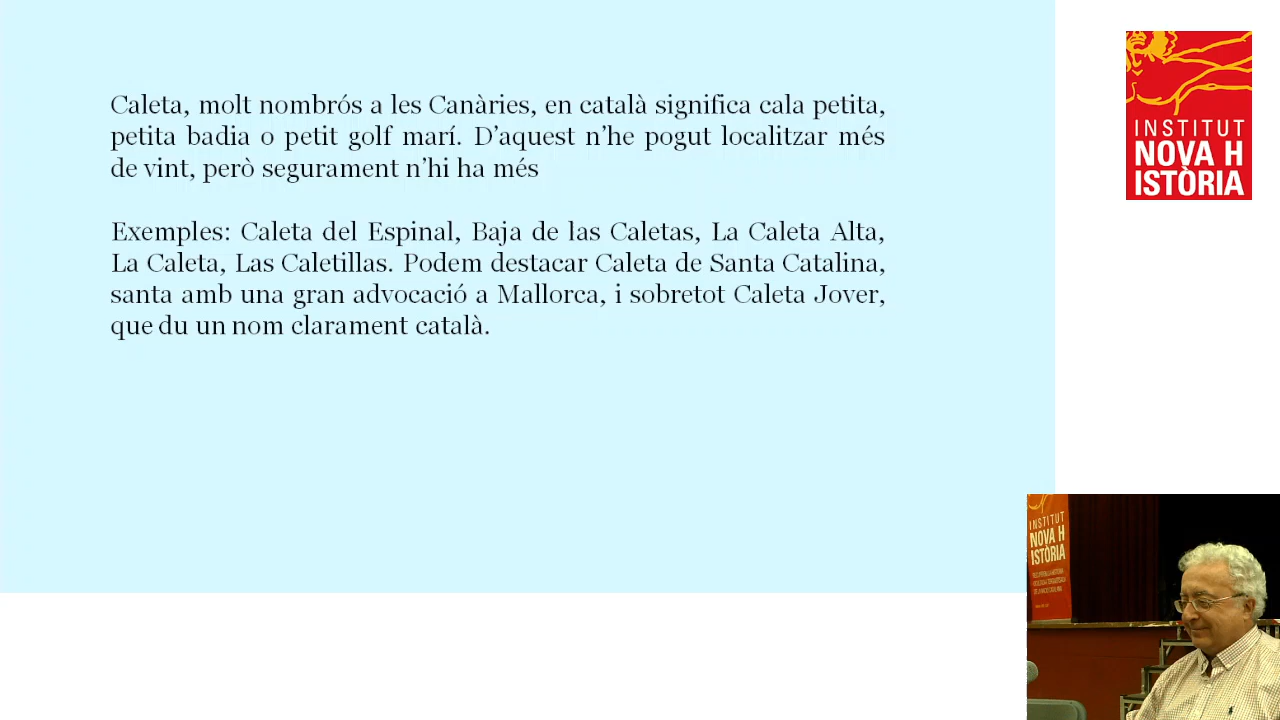 Caleta, molt nombrós a les Canàries, en català significa cala petita,
petita badia o petit golf marí. D'aquest n'he pogut localitzar més
de vint, però segurament n'hi ha més
Exemples: Caleta del Espinal, Baja de las Caletas, La Caleta Alta,
La Caleta, Las Caletillas. Podem destacar Caleta de Santa Catalina,
santa amb una gran advocació a Mallorca, i sobretot Caleta Jover,
que du un nom clarament català.
INSTITUT
NOVA H
ISTÒRIA
INSTITUT
NOVA H
ISTÒRIA